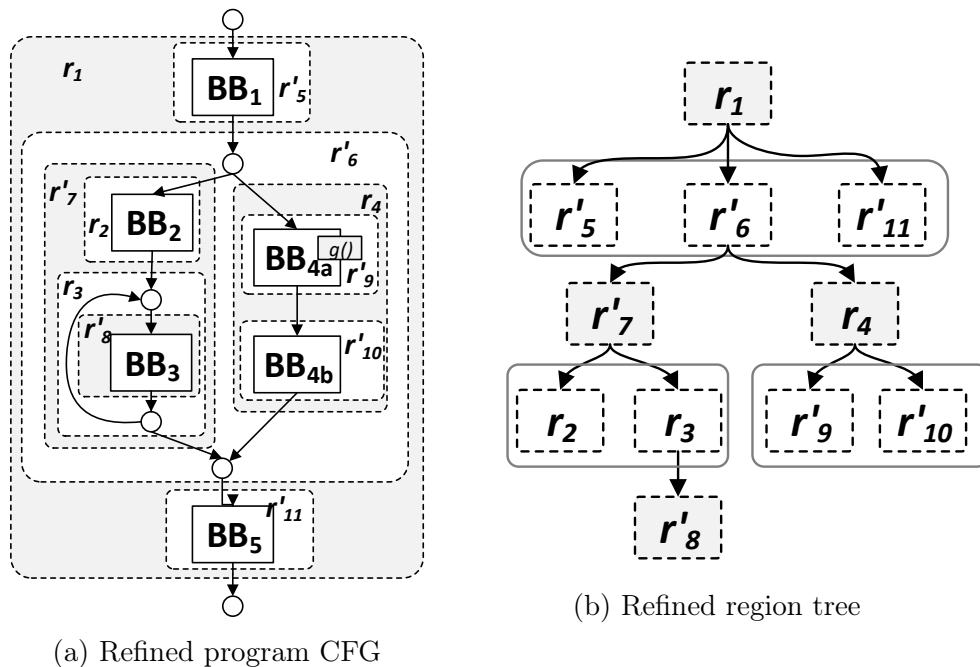 r1
BB1
r'5
r'6
r'7
r2
BB2
r4
BB4a
g()
r'9
r3
r'8
BB3
r'10
BB4b
r'11
BB5
(a) Refined program CFG
r1
r'5 r'6 r'11
r'7 r4
r2 r3 r'9 r'10
r'8
(b) Refined region tree